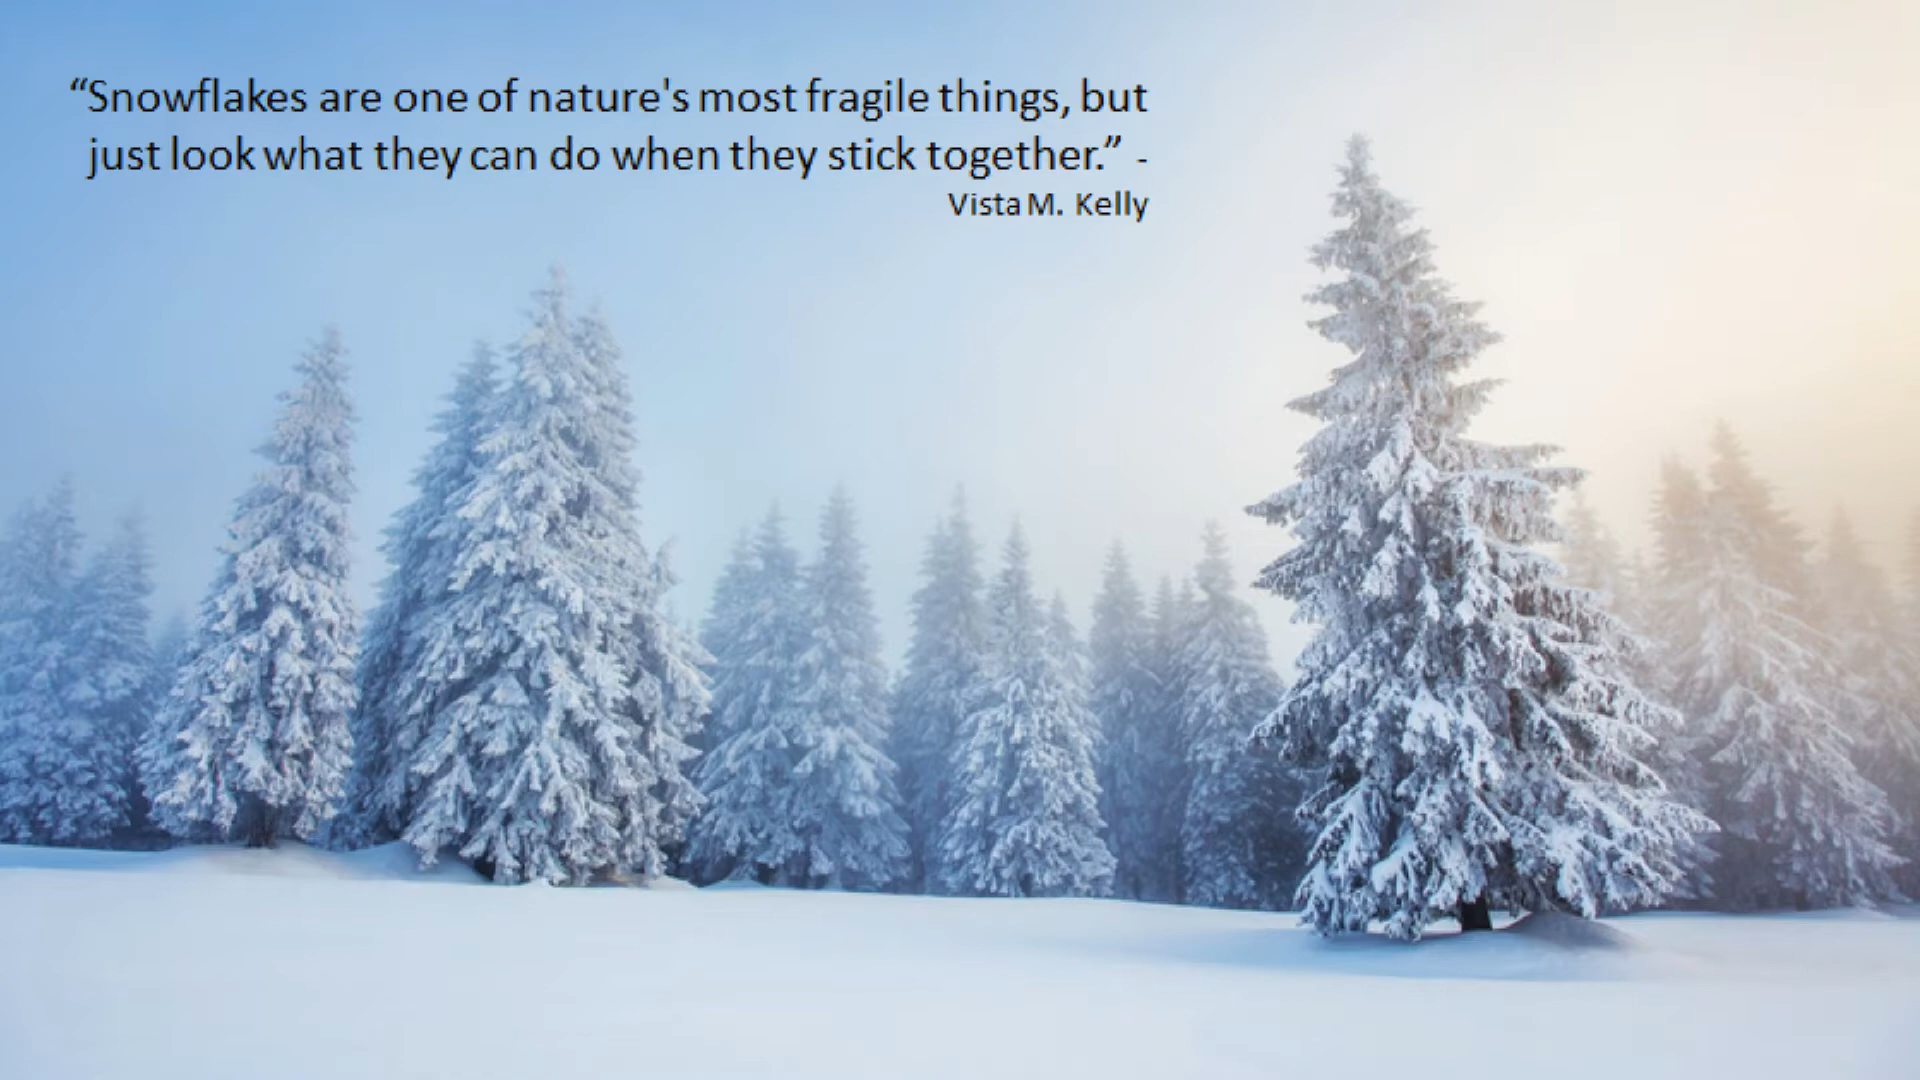 “Snowflakes are one of nature's most fragile things, but
just look what they can do when they stick together.” -
Vista M. Kelly